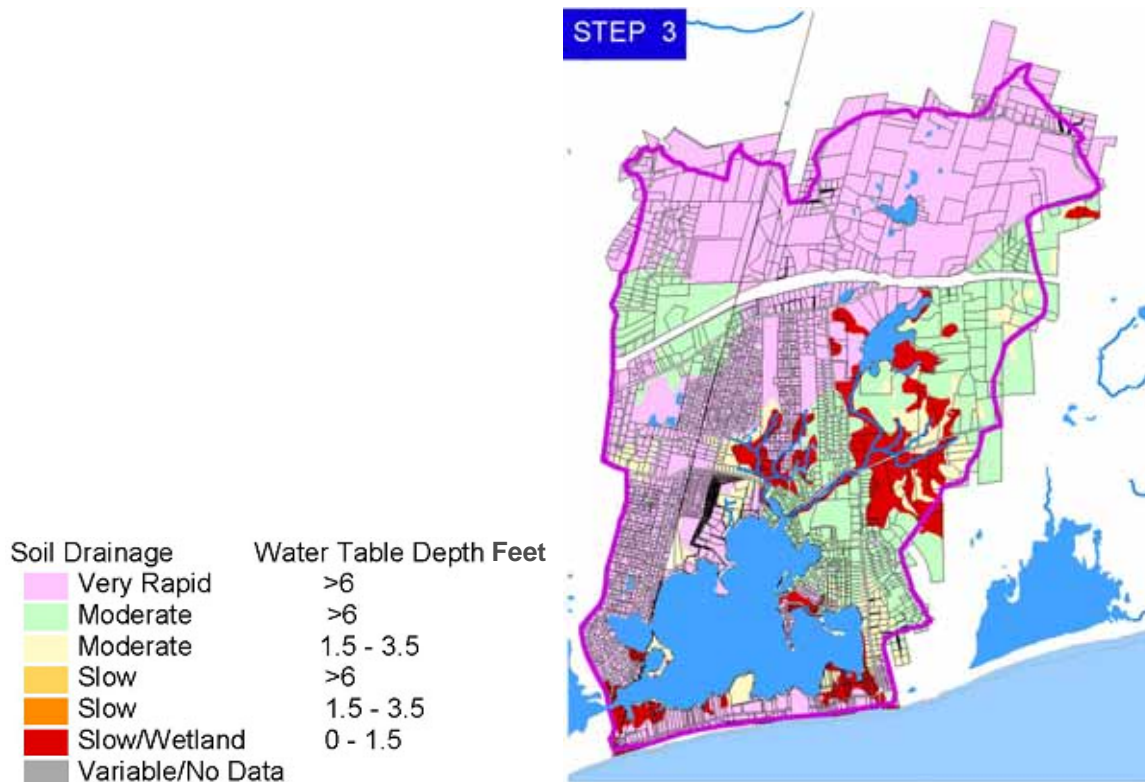 STEP 3
Soil Drainage Water Table Depth Feet
Very Rapid >6
Moderate >6
Moderate 1.5 - 3.5
Slow >6
Slow 1.5 - 3.5
Slow/Wetland 0 - 1.5
Variable/No Data